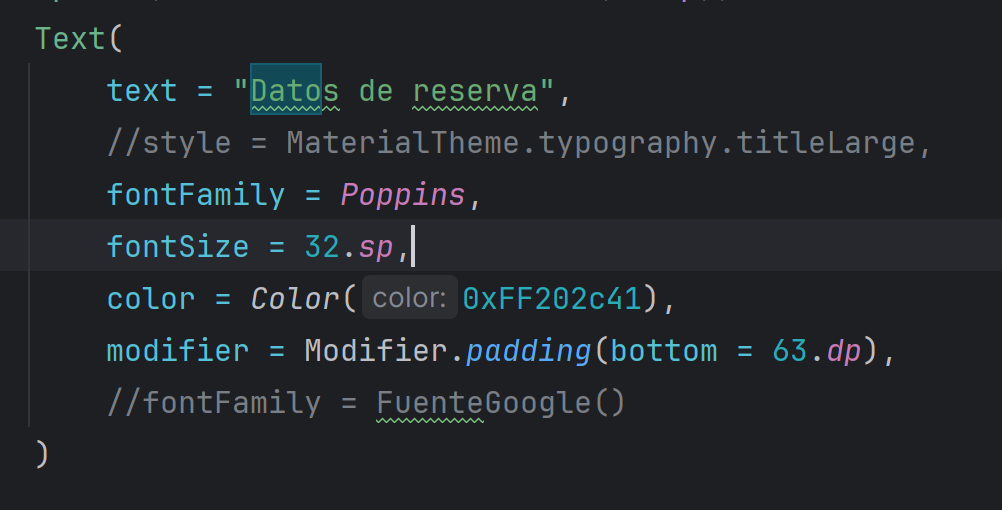 Text(
text = "Datos de reserva",
//style = MaterialTheme.typography.titleLarge,
fontFamily = Poppins,
fontSize = 32.sp,
color = Color( color: 0xFF202c41),
modifier = Modifier.padding(bottom = 63.dp),
//fontFamily = FuenteGoogle()
)